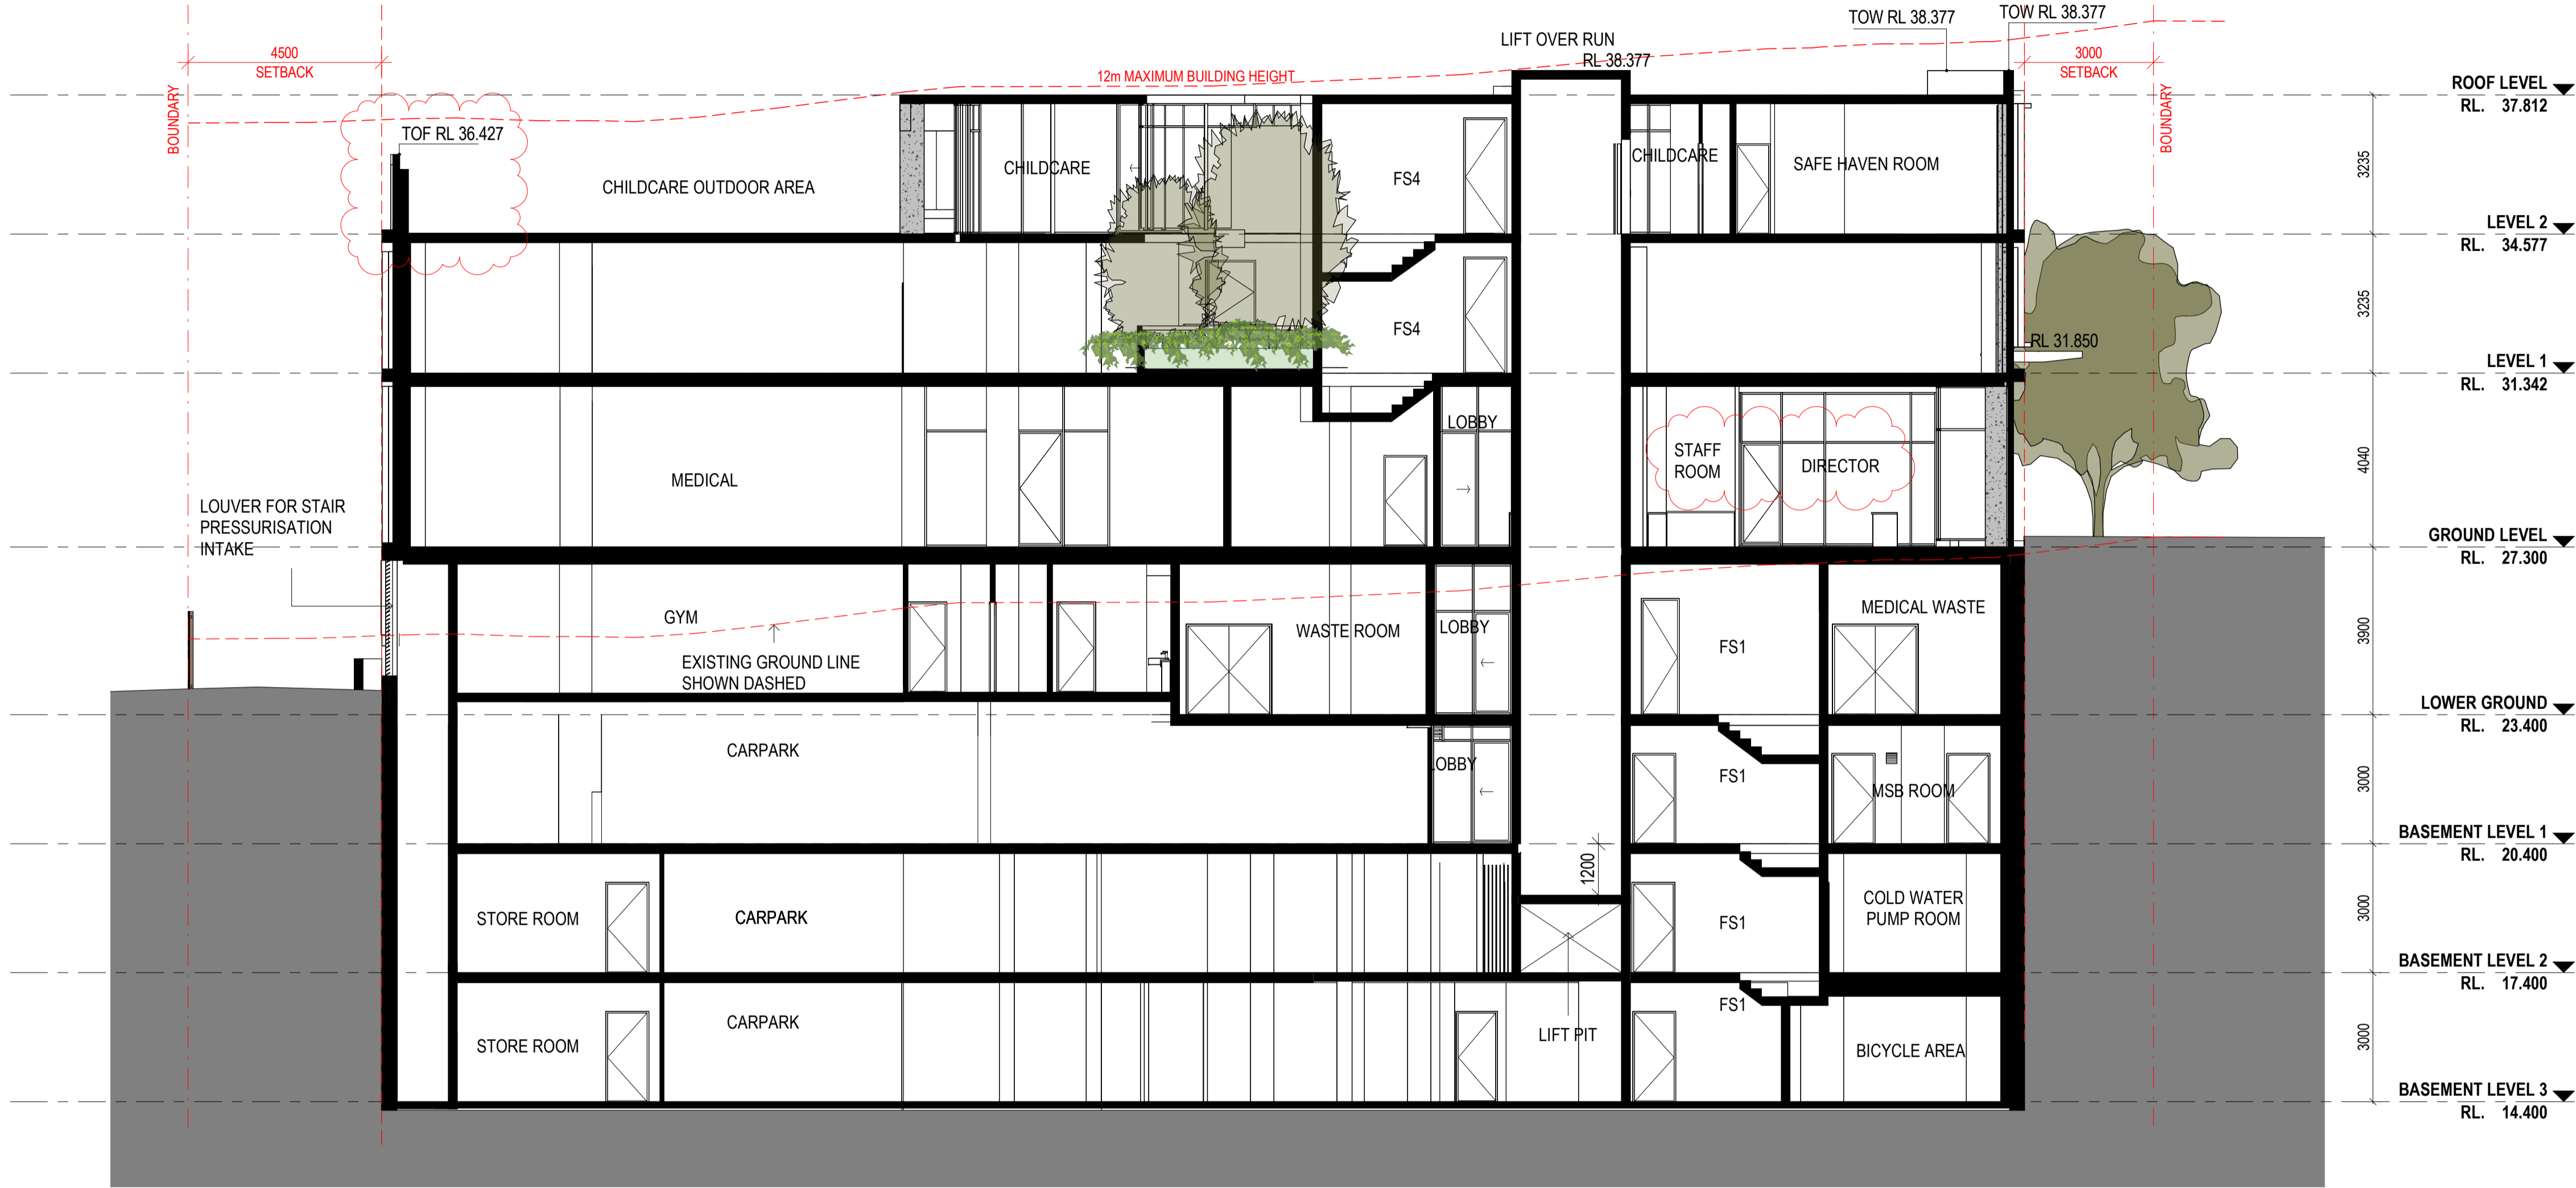 TOW RL 38.377
TOW RL 38.377
LIFT OVER RUN
RL 38.377
4500
SETBACK
3000
SETBACK
12m MAXIMUM BUILDING HEIGHT
BOUNDARY
BOUNDARY
ROOF LEVEL
RL. 37.812
TOF RL 36.427
CHILDCARE OUTDOOR AREA
CHILDCARE
FS4
CHILDCARE
SAFE HAVEN ROOM
3235
LEVEL 2
RL. 34.577
FS4
3235
RL 31.850
LEVEL 1
RL. 31.342
LOBBY
MEDICAL
STAFF
ROOM
DIRECTOR
4040
LOUVER FOR STAIR
PRESSURISATION
INTAKE
GROUND LEVEL
RL. 27.300
GYM
EXISTING GROUND LINE
SHOWN DASHED
WASTE ROOM
LOBBY
FS1
MEDICAL WASTE
3900
LOWER GROUND
RL. 23.400
CARPARK
LOBBY
FS1
MSB ROOM
3000
BASEMENT LEVEL 1
RL. 20.400
1200
STORE ROOM
CARPARK
FS1
COLD WATER
PUMP ROOM
3000
BASEMENT LEVEL 2
RL. 17.400
STORE ROOM
CARPARK
LIFT PIT
FS1
BICYCLE AREA
3000
BASEMENT LEVEL 3
RL. 14.400